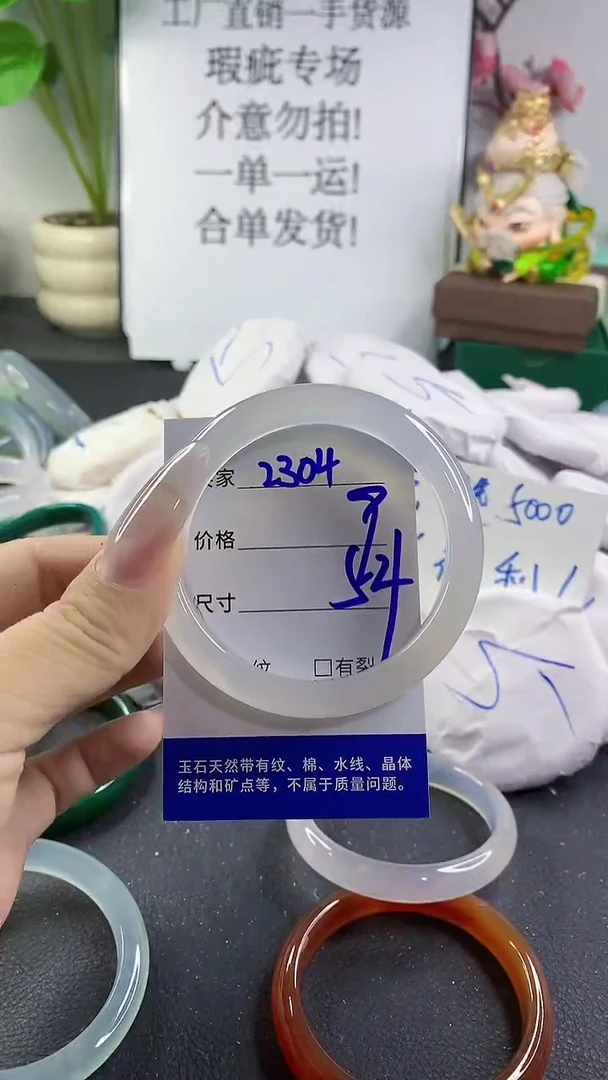 工厂直销一手货源
瑕疵专场
介意勿拍!
一单一运!
合单发货!
家 2304
价格
尺寸 54
纹 □有裂
玉石天然带有纹、棉、水线、晶体
结构和矿点等，不属于质量问题。
5000